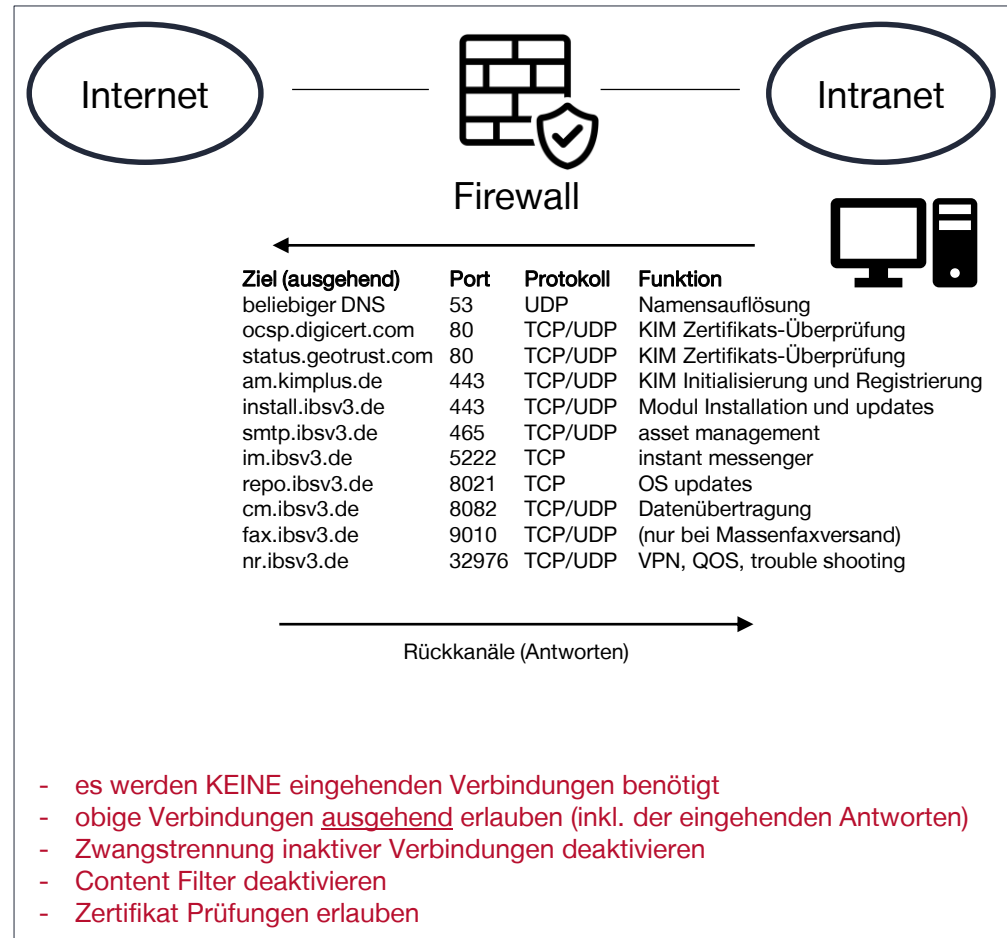 Internet
Intranet
Firewall
Ziel (ausgehend) Port Protokoll Funktion
beliebiger DNS 53 UDP Namensauflösung
ocsp.digicert.com 80 TCP/UDP KIM Zertifikats-Überprüfung
status.geotrust.com 80 TCP/UDP KIM Zertifikats-Überprüfung
am.kimplus.de 443 TCP/UDP KIM Initialisierung und Registrierung
install.ibsv3.de 443 TCP/UDP Modul Installation und updates
smtp.ibsv3.de 465 TCP/UDP asset management
im.ibsv3.de 5222 TCP instant messenger
repo.ibsv3.de 8021 TCP OS updates
cm.ibsv3.de 8082 TCP/UDP Datenübertragung
fax.ibsv3.de 9010 TCP/UDP (nur bei Massenfaxversand)
nr.ibsv3.de 32976 TCP/UDP VPN, QOS, trouble shooting
Rückkanäle (Antworten)
- es werden KEINE eingehenden Verbindungen benötigt
- obige Verbindungen ausgehend erlauben (inkl. der eingehenden Antworten)
- Zwangstrennung inaktiver Verbindungen deaktivieren
- Content Filter deaktivieren
- Zertifikat Prüfungen erlauben